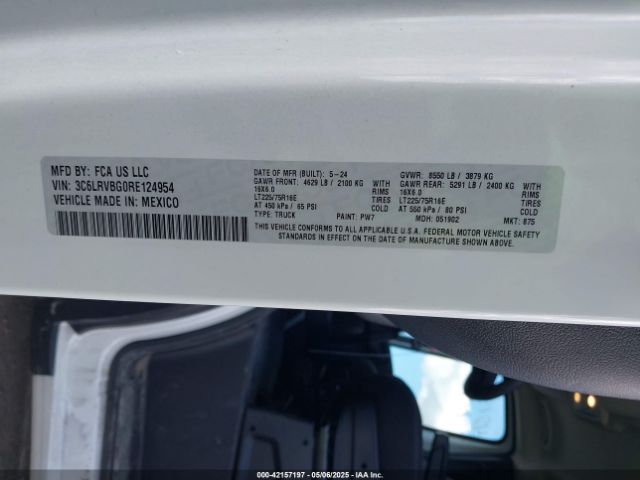 MFD BY: FCA US LLC
VIN: 3C6LRVBG0RE124954
VEHICLE MADE IN: MEXICO
DATE OF MFR (BUILT): 5-24
GAWR FRONT: 4629 LB / 2100 KG WITH
16X6.0 RIMS
LT225/75R16E TIRES
AT 450 kPa / 65 PSI COLD
TYPE: TRUCK PAINT: PW7
GVWR: 8550 LB / 3879 KG
GAWR REAR: 5291 LB / 2400 KG WITH
16X6.0 RIMS
LT225/75R16E TIRES
AT 550 kPa / 80 PSI COLD
MDH: 051902 MKT: 875
THIS VEHICLE CONFORMS TO ALL APPLICABLE U.S.A. FEDERAL MOTOR VEHICLE SAFETY
STANDARDS IN EFFECT ON THE DATE OF MANUFACTURE SHOWN ABOVE.
000-42157197 - 05/06/2025 - IAAI.COM